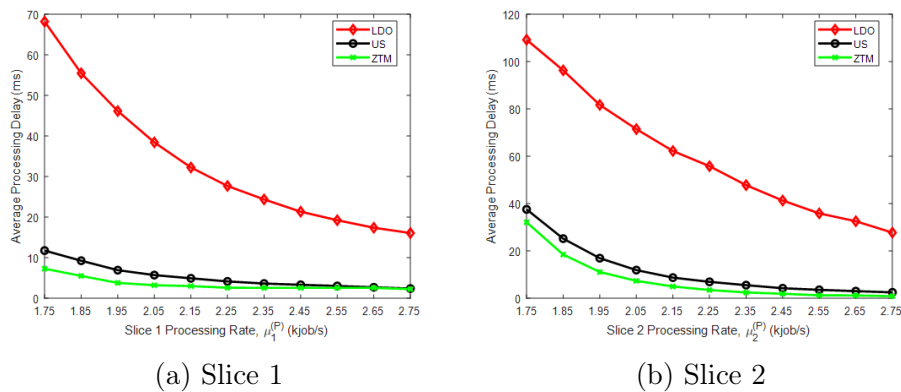 70
60
50
40
30
20
10
0
Average Processing Delay (ms)
LDO
US
ZTM
1.75 1.85 1.95 2.05 2.15 2.25 2.35 2.45 2.55 2.65 2.75
Slice 1 Processing Rate, μ₁⁽ᴾ⁾ (kjob/s)
(a) Slice 1
120
100
80
60
40
20
0
Average Processing Delay (ms)
LDO
US
ZTM
1.75 1.85 1.95 2.05 2.15 2.25 2.35 2.45 2.55 2.65 2.75
Slice 2 Processing Rate, μ₂⁽ᴾ⁾ (kjob/s)
(b) Slice 2